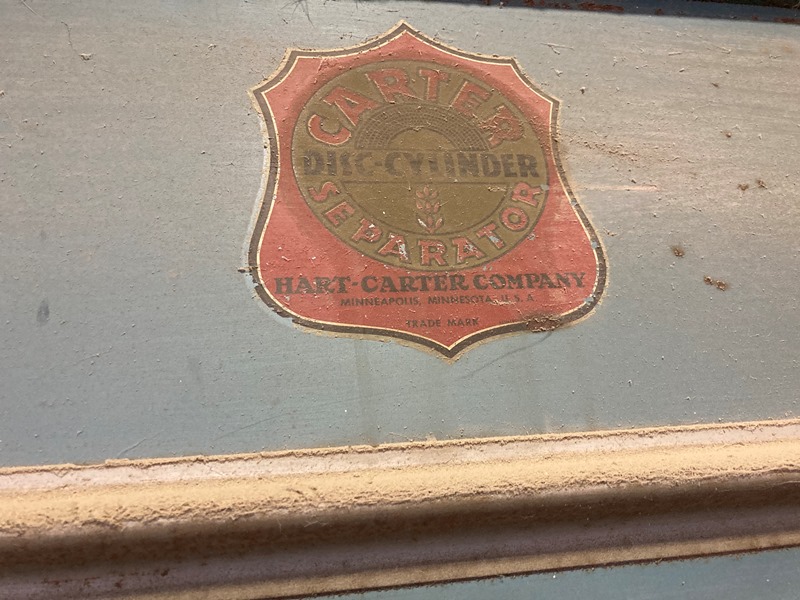 CARTER
DISC-CYLINDER
SEPARATOR
HART-CARTER COMPANY
MINNEAPOLIS, MINNESOTA, U.S.A.
TRADE MARK